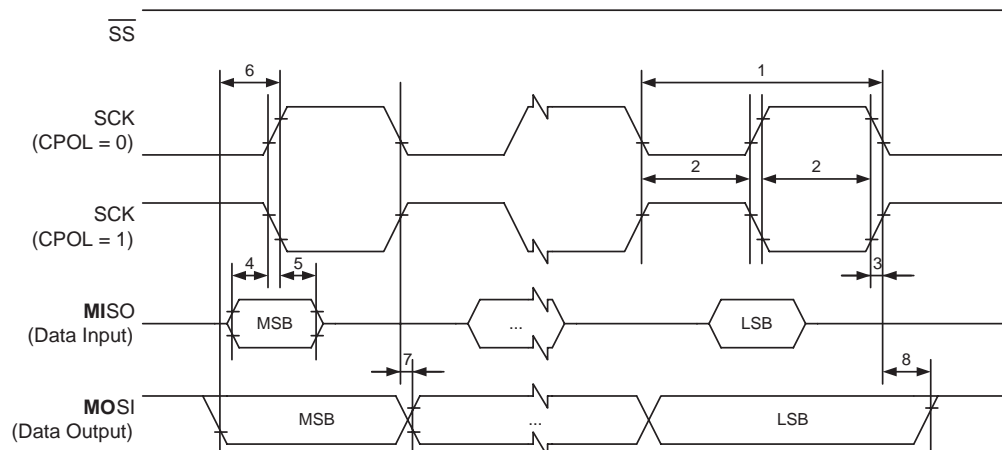 SS
6
1
SCK
(CPOL = 0)
2
2
SCK
(CPOL = 1)
4
5
3
MISO
(Data Input)
MSB
...
LSB
7
8
MOSI
(Data Output)
MSB
...
LSB